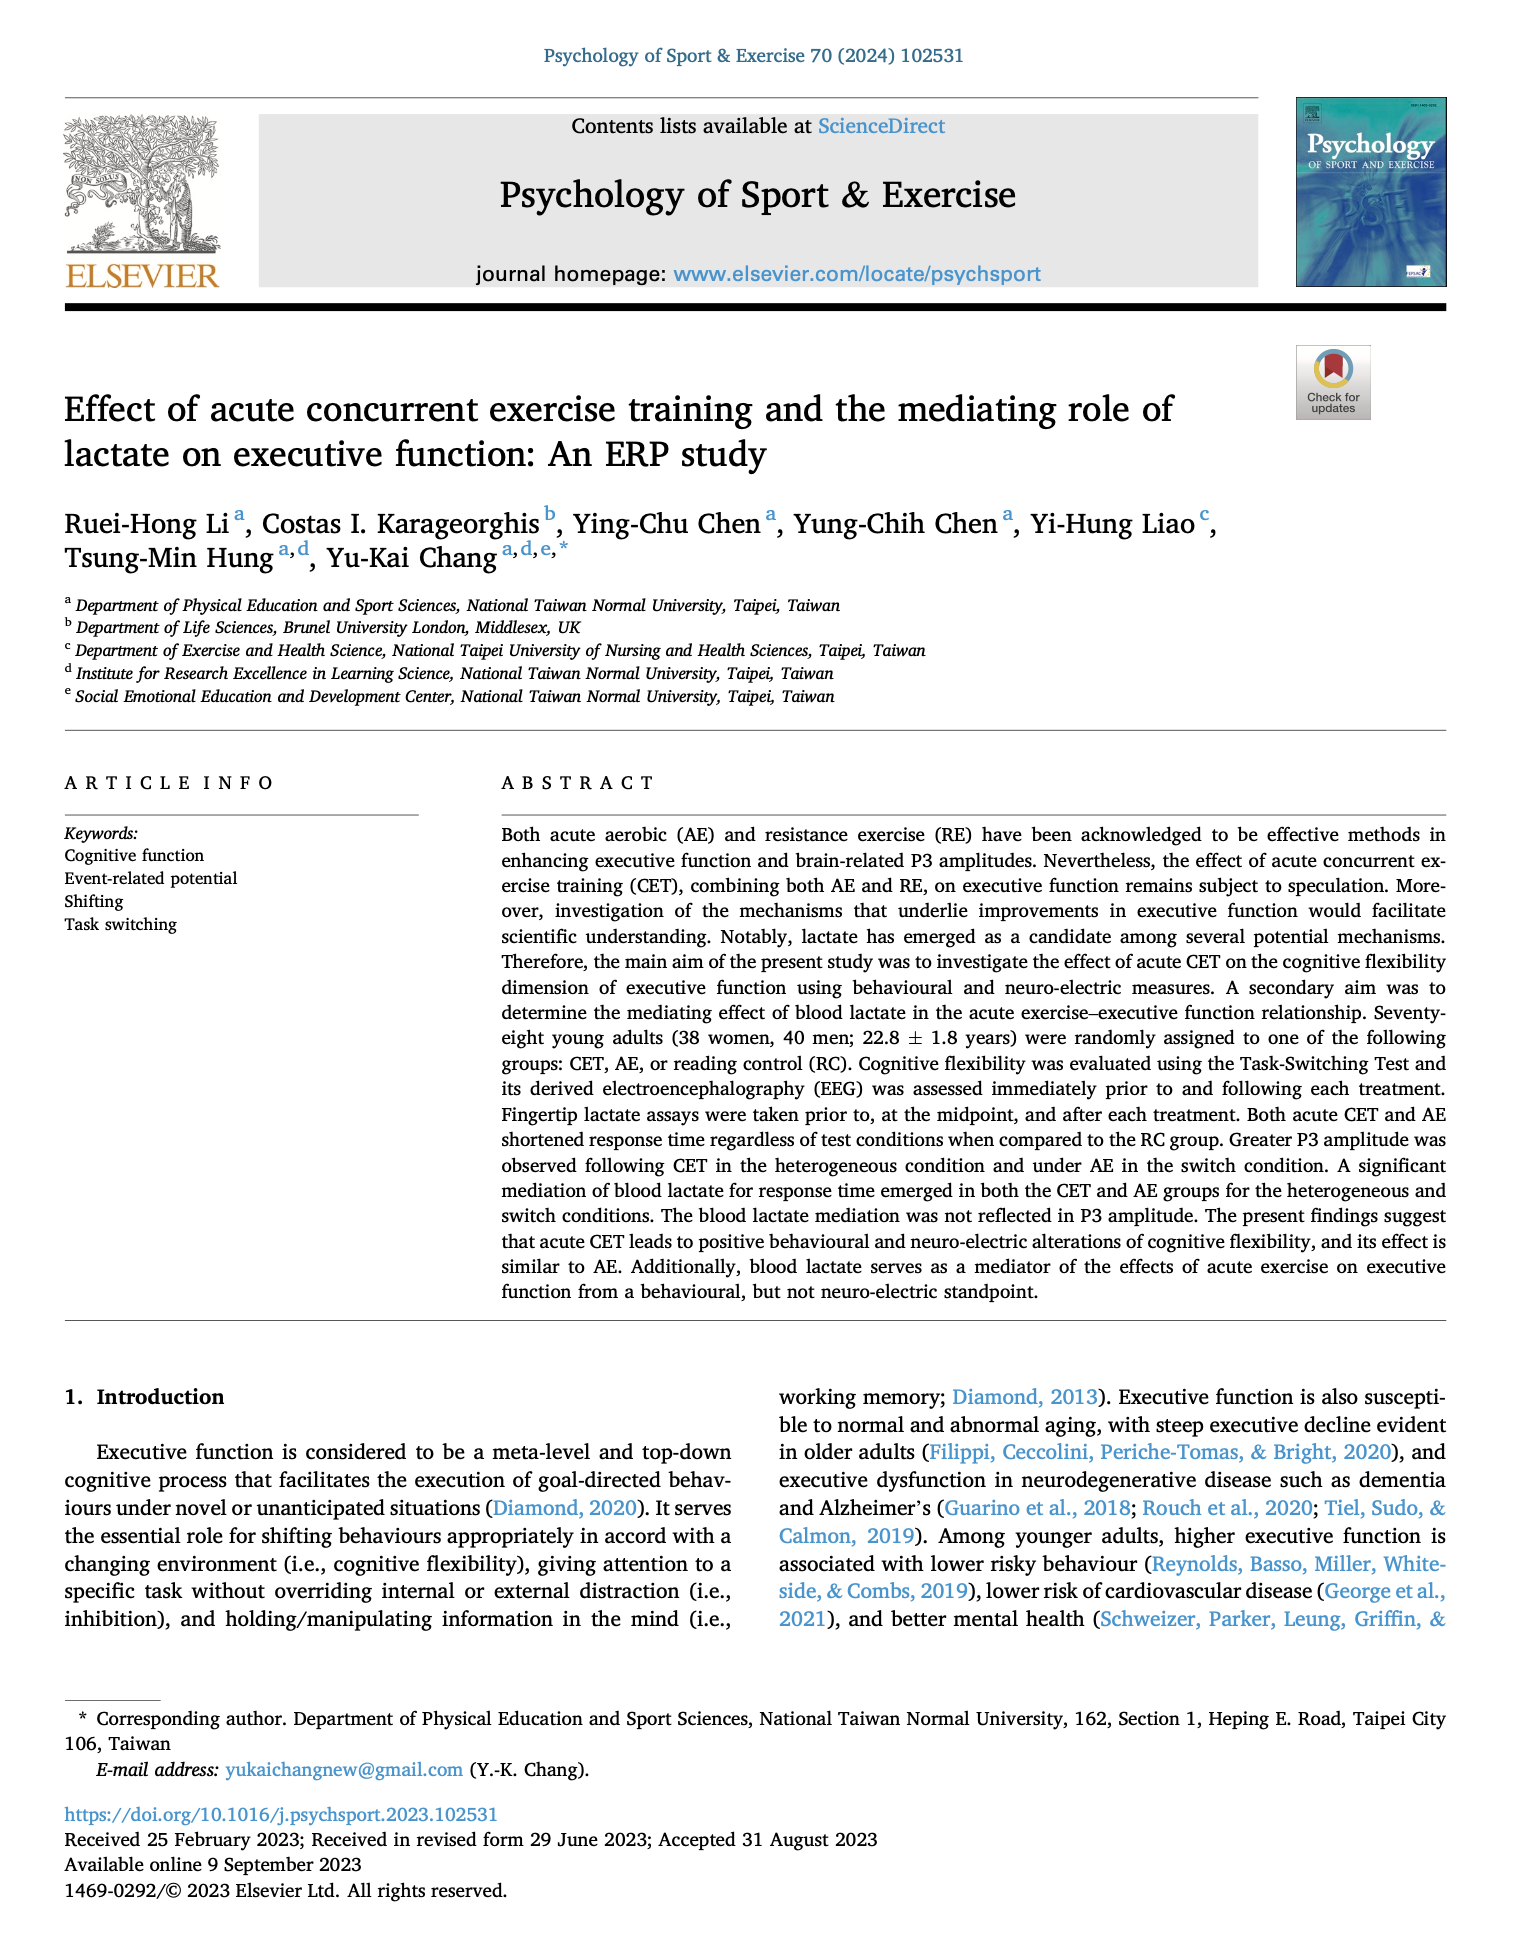 Psychology of Sport & Exercise 70 (2024) 102531
Contents lists available at ScienceDirect
Psychology of Sport & Exercise
journal homepage: www.elsevier.com/locate/psychsport
NON SOLUS
ELSEVIER
Psychology
OF SPORT AND EXERCISE
Check for
updates
Effect of acute concurrent exercise training and the mediating role of
lactate on executive function: An ERP study
Ruei-Hong Li a, Costas I. Karageorghis b, Ying-Chu Chen a, Yung-Chih Chen a, Yi-Hung Liao c,
Tsung-Min Hung a,d, Yu-Kai Chang a,d,e,*
a Department of Physical Education and Sport Sciences, National Taiwan Normal University, Taipei, Taiwan
b Department of Life Sciences, Brunel University London, Middlesex, UK
c Department of Exercise and Health Science, National Taipei University of Nursing and Health Sciences, Taipei, Taiwan
d Institute for Research Excellence in Learning Science, National Taiwan Normal University, Taipei, Taiwan
e Social Emotional Education and Development Center, National Taiwan Normal University, Taipei, Taiwan
ARTICLE INFO
Keywords:
Cognitive function
Event-related potential
Shifting
Task switching
ABSTRACT
Both acute aerobic (AE) and resistance exercise (RE) have been acknowledged to be effective methods in
enhancing executive function and brain-related P3 amplitudes. Nevertheless, the effect of acute concurrent ex-
ercise training (CET), combining both AE and RE, on executive function remains subject to speculation. More-
over, investigation of the mechanisms that underlie improvements in executive function would facilitate
scientific understanding. Notably, lactate has emerged as a candidate among several potential mechanisms.
Therefore, the main aim of the present study was to investigate the effect of acute CET on the cognitive flexibility
dimension of executive function using behavioural and neuro-electric measures. A secondary aim was to
determine the mediating effect of blood lactate in the acute exercise–executive function relationship. Seventy-
eight young adults (38 women, 40 men; 22.8 ± 1.8 years) were randomly assigned to one of the following
groups: CET, AE, or reading control (RC). Cognitive flexibility was evaluated using the Task-Switching Test and
its derived electroencephalography (EEG) was assessed immediately prior to and following each treatment.
Fingertip lactate assays were taken prior to, at the midpoint, and after each treatment. Both acute CET and AE
shortened response time regardless of test conditions when compared to the RC group. Greater P3 amplitude was
observed following CET in the heterogeneous condition and under AE in the switch condition. A significant
mediation of blood lactate for response time emerged in both the CET and AE groups for the heterogeneous and
switch conditions. The blood lactate mediation was not reflected in P3 amplitude. The present findings suggest
that acute CET leads to positive behavioural and neuro-electric alterations of cognitive flexibility, and its effect is
similar to AE. Additionally, blood lactate serves as a mediator of the effects of acute exercise on executive
function from a behavioural, but not neuro-electric standpoint.
1. Introduction
Executive function is considered to be a meta-level and top-down
cognitive process that facilitates the execution of goal-directed behav-
iours under novel or unanticipated situations (Diamond, 2020). It serves
the essential role for shifting behaviours appropriately in accord with a
changing environment (i.e., cognitive flexibility), giving attention to a
specific task without overriding internal or external distraction (i.e.,
inhibition), and holding/manipulating information in the mind (i.e.,
working memory; Diamond, 2013). Executive function is also suscepti-
ble to normal and abnormal aging, with steep executive decline evident
in older adults (Filippi, Ceccolini, Periche-Tomas, & Bright, 2020), and
executive dysfunction in neurodegenerative disease such as dementia
and Alzheimer's (Guarino et al., 2018; Rouch et al., 2020; Tiel, Sudo, &
Calmon, 2019). Among younger adults, higher executive function is
associated with lower risky behaviour (Reynolds, Basso, Miller, White-
side, & Combs, 2019), lower risk of cardiovascular disease (George et al.,
2021), and better mental health (Schweizer, Parker, Leung, Griffin, &
* Corresponding author. Department of Physical Education and Sport Sciences, National Taiwan Normal University, 162, Section 1, Heping E. Road, Taipei City
106, Taiwan
E-mail address: yukaichangnew@gmail.com (Y.-K. Chang).
https://doi.org/10.1016/j.psychsport.2023.102531
Received 25 February 2023; Received in revised form 29 June 2023; Accepted 31 August 2023
Available online 9 September 2023
1469-0292/© 2023 Elsevier Ltd. All rights reserved.